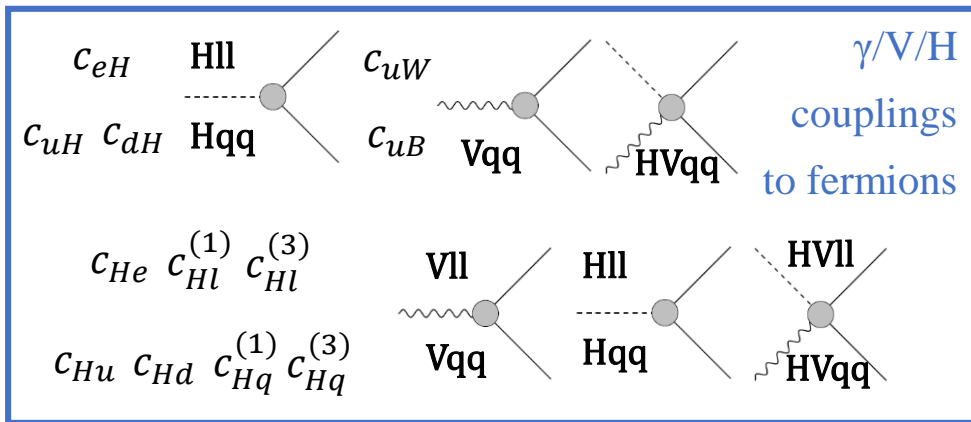 c_{eH} Hll
c_{uH} c_{dH} Hqq
c_{uW}
c_{uB} Vqq
HVqq
γ/V/H
couplings
to fermions
c_{He} c_{Hl}^{(1)} c_{Hl}^{(3)}
c_{Hu} c_{Hd} c_{Hq}^{(1)} c_{Hq}^{(3)}
Vll
Vqq
Hll
Hqq
HVll
HVqq